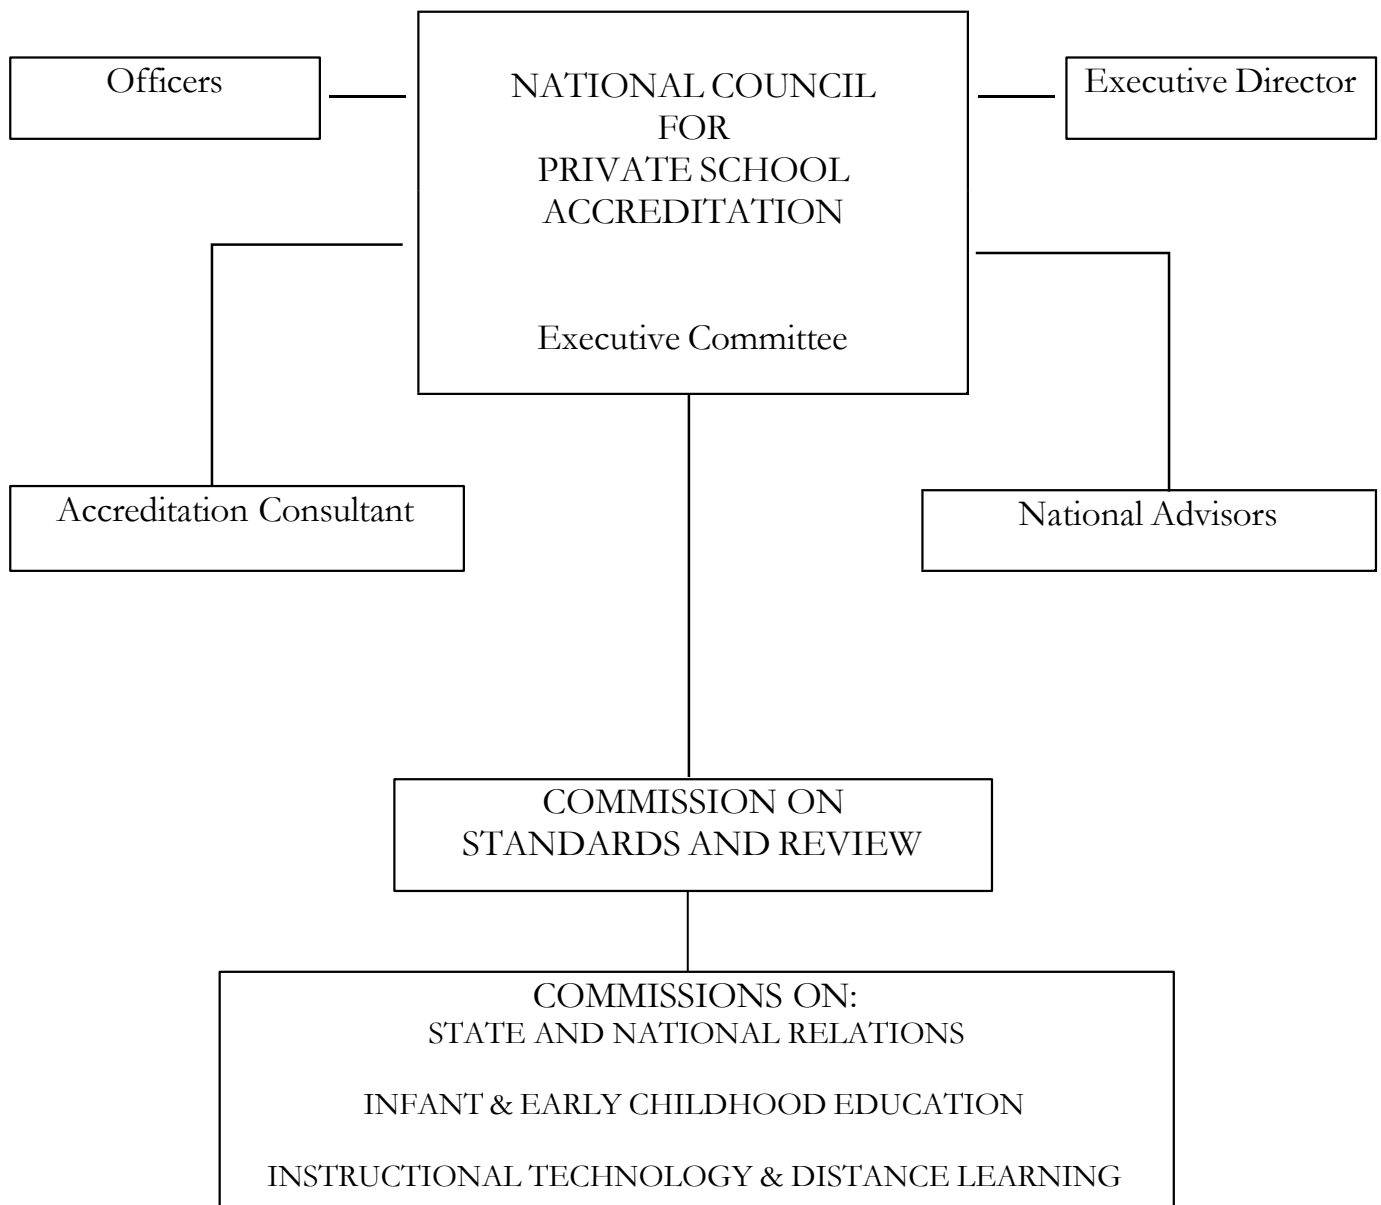 Officers
NATIONAL COUNCIL
FOR
PRIVATE SCHOOL
ACCREDITATION
Executive Committee
Executive Director
Accreditation Consultant
National Advisors
COMMISSION ON
STANDARDS AND REVIEW
COMMISSIONS ON:
STATE AND NATIONAL RELATIONS
INFANT & EARLY CHILDHOOD EDUCATION
INSTRUCTIONAL TECHNOLOGY & DISTANCE LEARNING